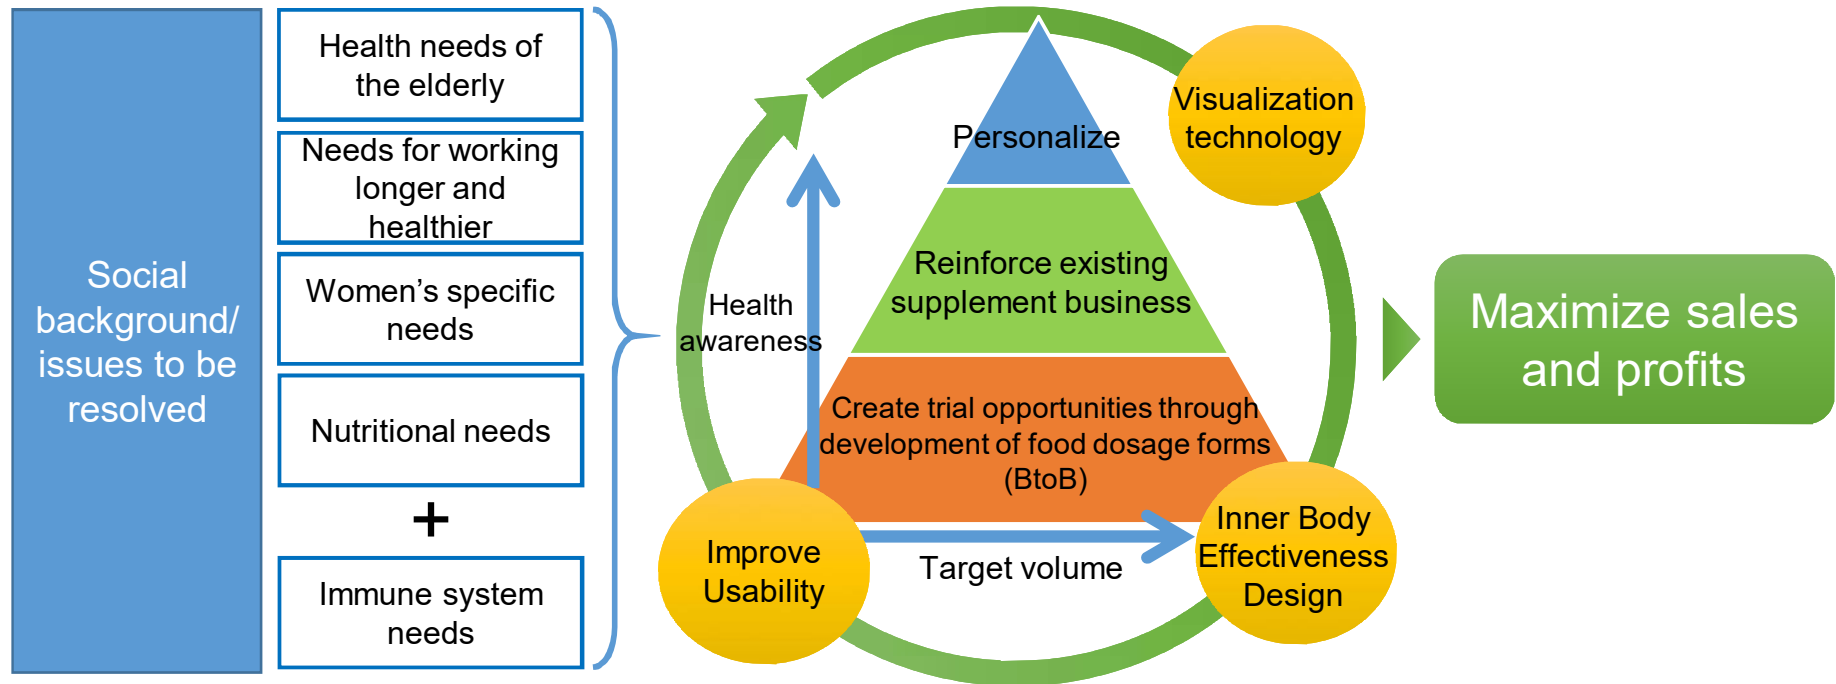 Social
background/
issues to be
resolved
Health needs of
the elderly
Needs for working
longer and
healthier
Women’s specific
needs
Nutritional needs
+
Immune system
needs
Health
awareness
Target volume
Personalize
Reinforce existing
supplement business
Create trial opportunities through
development of food dosage forms
(BtoB)
Visualization
technology
Improve
Usability
Inner Body
Effectiveness
Design
Maximize sales
and profits